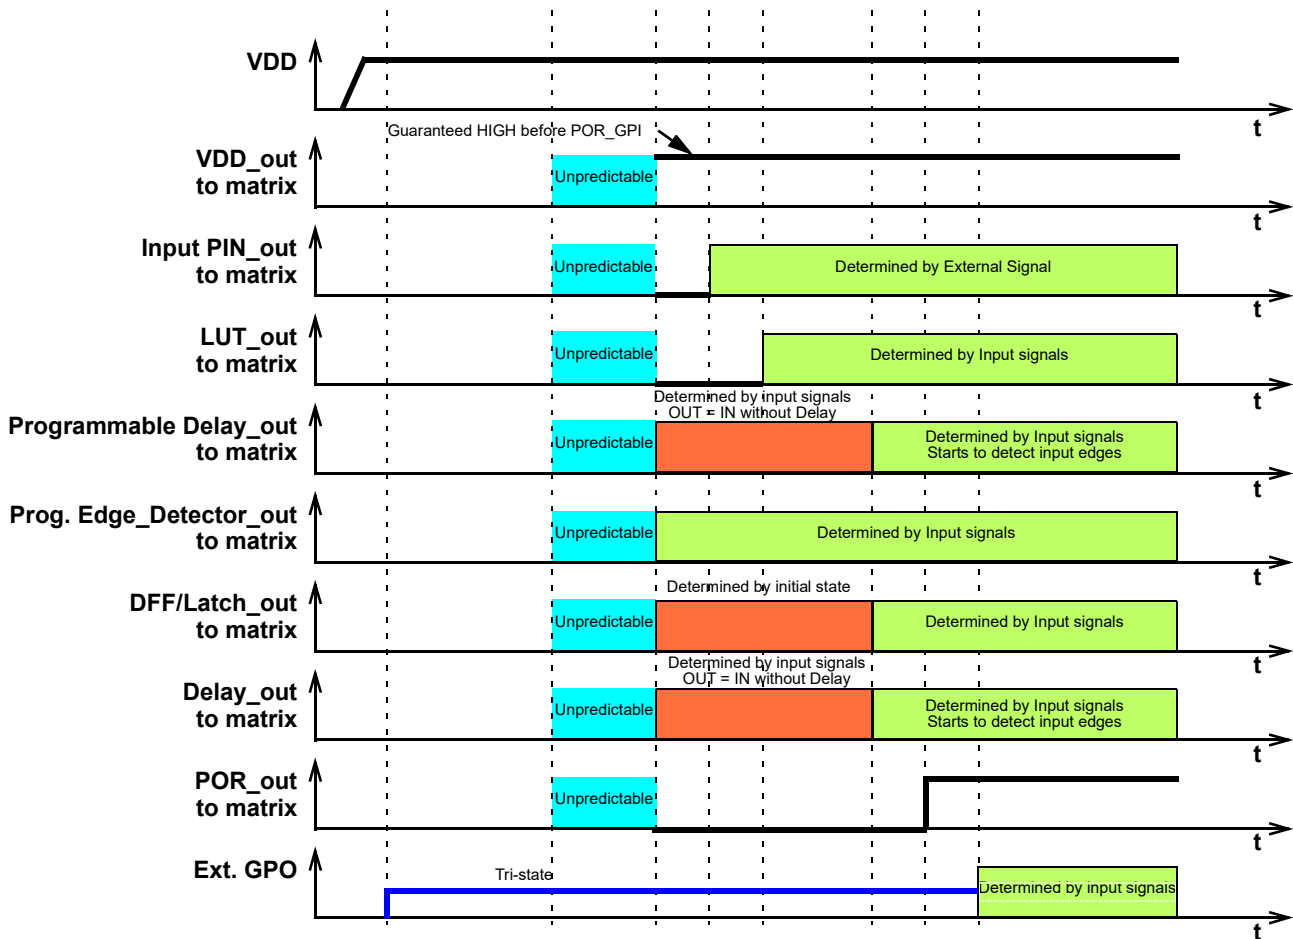 VDD
t
Guaranteed HIGH before POR_GPI
VDD_out
to matrix
Unpredictable
t
Input PIN_out
to matrix
Unpredictable
Determined by External Signal
t
LUT_out
to matrix
Unpredictable
Determined by Input signals
t
Determined by input signals
OUT = IN without Delay
Programmable Delay_out
to matrix
Unpredictable
Determined by Input signals
Starts to detect input edges
t
Prog. Edge_Detector_out
to matrix
Unpredictable
Determined by Input signals
t
Determined by initial state
DFF/Latch_out
to matrix
Unpredictable
Determined by Input signals
t
Determined by input signals
OUT = IN without Delay
Delay_out
to matrix
Unpredictable
Determined by Input signals
Starts to detect input edges
t
POR_out
to matrix
Unpredictable
t
Ext. GPO
Tri-state
Determined by input signals
t